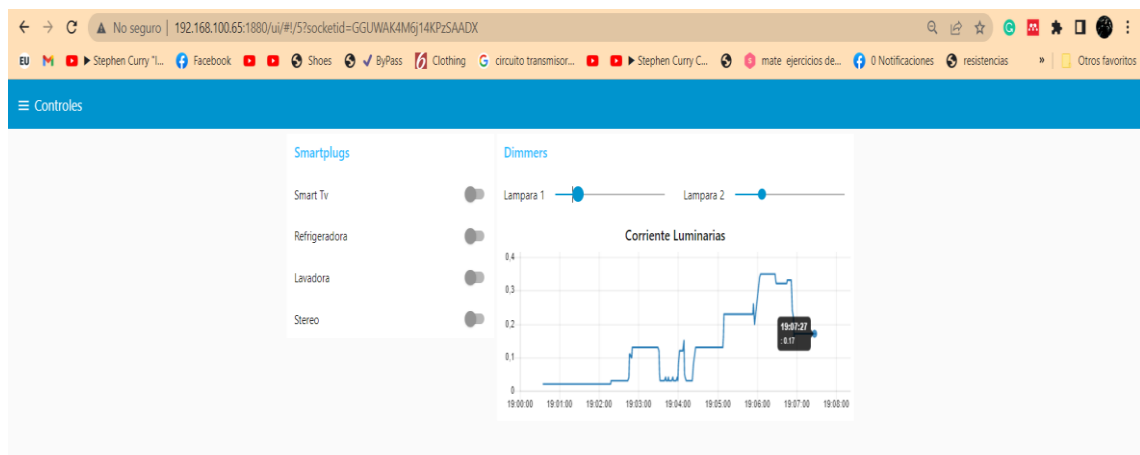 No seguro | 192.168.100.65:1880/ui/#!/5?socketid=GGUWAK4M6j14KPzSAADX
EU Stephen Curry "I... Facebook Shoes ByPass Clothing circuito transmisor... Stephen Curry C... mate ejercicios de... 0 Notificaciones resistencias » Otros favoritos
☰ Controles
Smartplugs
Smart Tv
Refrigeradora
Lavadora
Stereo
Dimmers
Lampara 1 Lampara 2
Corriente Luminarias
0,4
0,3
0,2
0,1
0
19:07:27
: 0.17
19:00:00 19:01:00 19:02:00 19:03:00 19:04:00 19:05:00 19:06:00 19:07:00 19:08:00